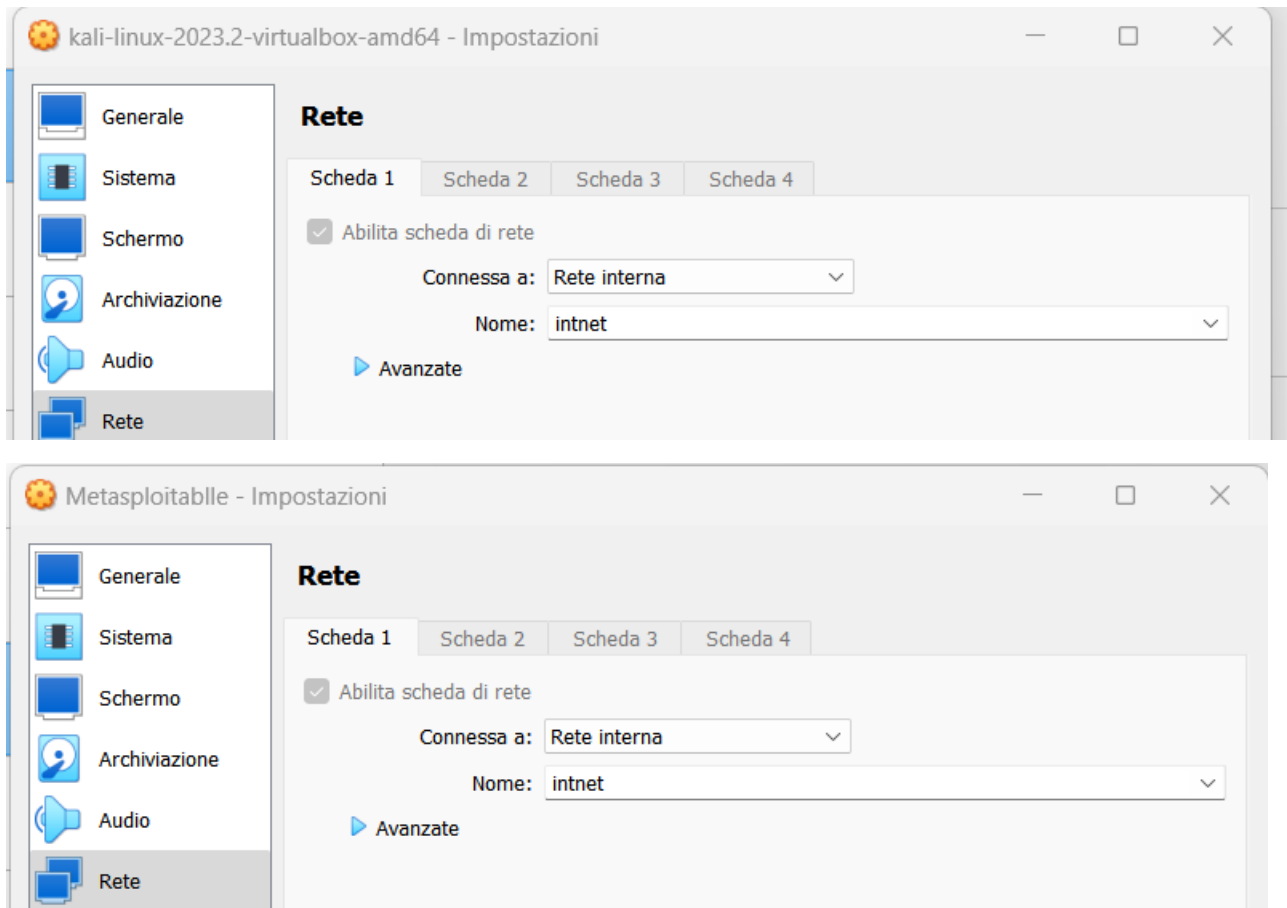 kali-linux-2023.2-virtualbox-amd64 - Impostazioni
Generale
Sistema
Schermo
Archiviazione
Audio
Rete
Rete
Scheda 1 Scheda 2 Scheda 3 Scheda 4
Abilita scheda di rete
Connessa a: Rete interna
Nome: intnet
Avanzate
Metasploitablle - Impostazioni
Generale
Sistema
Schermo
Archiviazione
Audio
Rete
Rete
Scheda 1 Scheda 2 Scheda 3 Scheda 4
Abilita scheda di rete
Connessa a: Rete interna
Nome: intnet
Avanzate